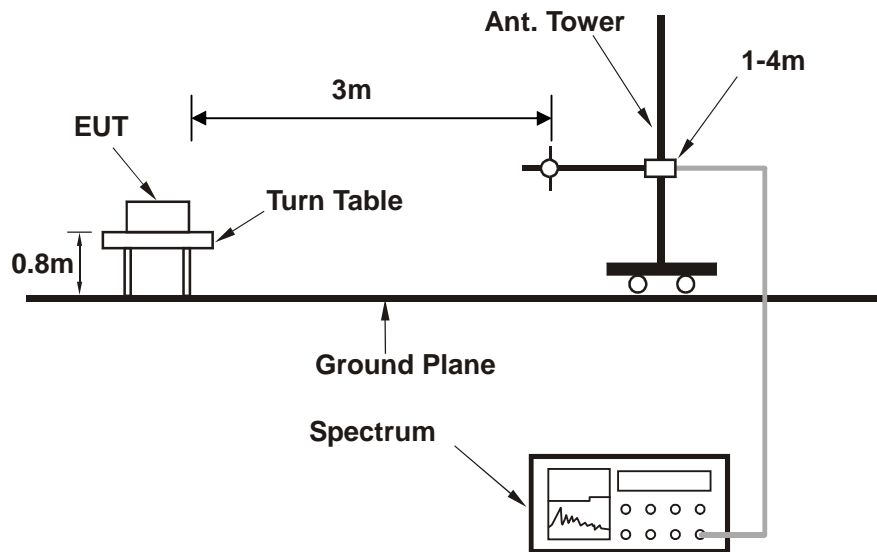 Ant. Tower
1-4m
3m
EUT
Turn Table
0.8m
Ground Plane
Spectrum